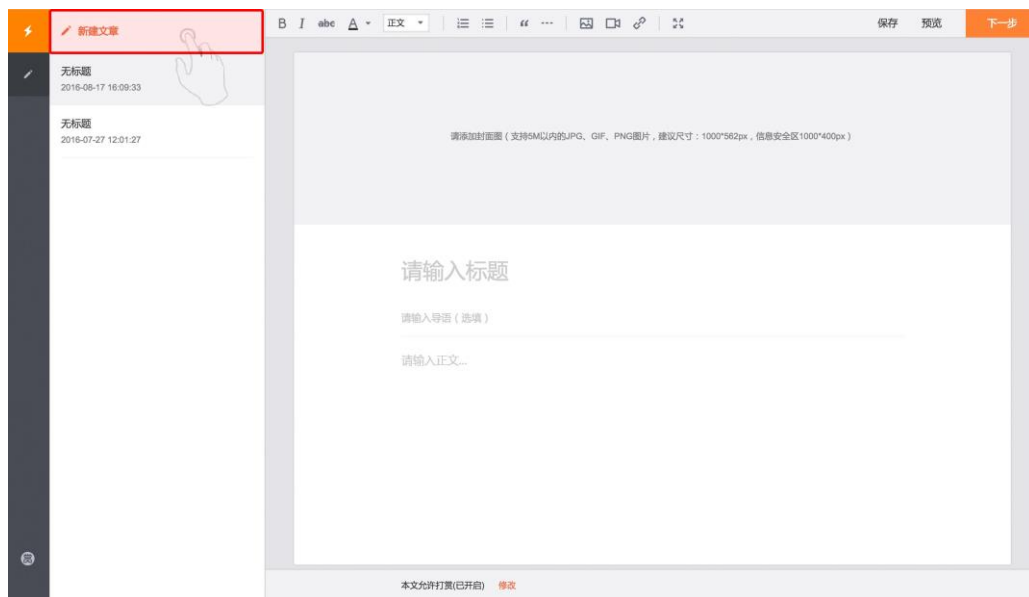 新建文章
B I abc A 正文
保存 预览 下一步
无标题
2016-08-17 16:09:33
无标题
2016-07-27 12:01:27
请添加封面图（支持5M以内的JPG、GIF、PNG图片，建议尺寸：1000*562px，信息安全区1000*400px）
请输入标题
请输入导语（选填）
请输入正文...
本文允许打赏(已开启) 修改